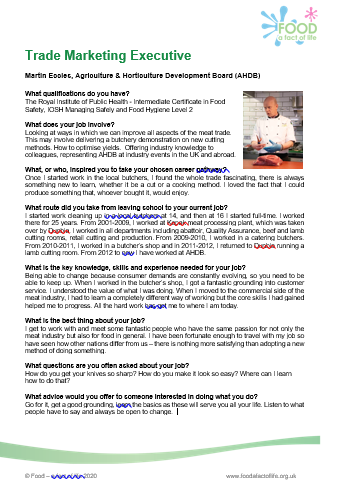 FOOD
a fact of life
Trade Marketing Executive
Martin Eccles, Agriculture & Horticulture Development Board (AHDB)
What qualifications do you have?
The Royal Institute of Public Health - Intermediate Certificate in Food
Safety, IOSH Managing Safely and Food Hygiene Level 2
What does your job involve?
Looking at ways in which we can improve all aspects of the meat trade.
This may involve delivering a butchery demonstration on new cutting
methods. How to optimise yields. Offering industry knowledge to
colleagues, representing AHDB at industry events in the UK and abroad.
What, or who, inspired you to take your chosen career
Once I started work in the local butchers, I found the whole trade fascinating, there is always
something new to learn, whether it be a cut or a cooking method. I loved the fact that I could
produce something that, whoever bought it, would enjoy.
What route did you take from leaving school to your current job?
I started work cleaning up at 14, and then at 16 I started full-time. I worked
there for 25 years. From 2001-2009, I worked at meat processing plant, which was taken
over by I worked in all departments including abattoir, Quality Assurance, beef and lamb
cutting rooms, retail cutting and production. From 2009-2010, I worked in a catering butchers.
From 2010-2011, I worked in a butcher's shop and in 2011-2012, I returned to running a
lamb cutting room. From 2012 to I have worked at AHDB.
What is the key knowledge, skills and experience needed for your job?
Being able to change because consumer demands are constantly evolving, so you need to be
able to keep up. When I worked in the butcher's shop, I got a fantastic grounding into customer
service. I understood the value of what I was doing. When I moved to the commercial side of the
meat industry, I had to learn a completely different way of working but the core skills I had gained
helped me to progress. All the hard work got me to where I am today.
What is the best thing about your job?
I get to work with and meet some fantastic people who have the same passion for not only the
meat industry but also for food in general. I have been fortunate enough to travel with my job so
have seen how other nations differ from us – there is nothing more satisfying than adopting a new
method of doing something.
What questions are you often asked about your job?
How do you get your knives so sharp? How do you make it look so easy? Where can I learn
how to do that?
What advice would you offer to someone interested in doing what you do?
Go for it, get a good grounding, learn the basics as these will serve you all your life. Listen to what
people have to say and always be open to change.
© Food – a fact of life 2020
www.foodafactoflife.org.uk